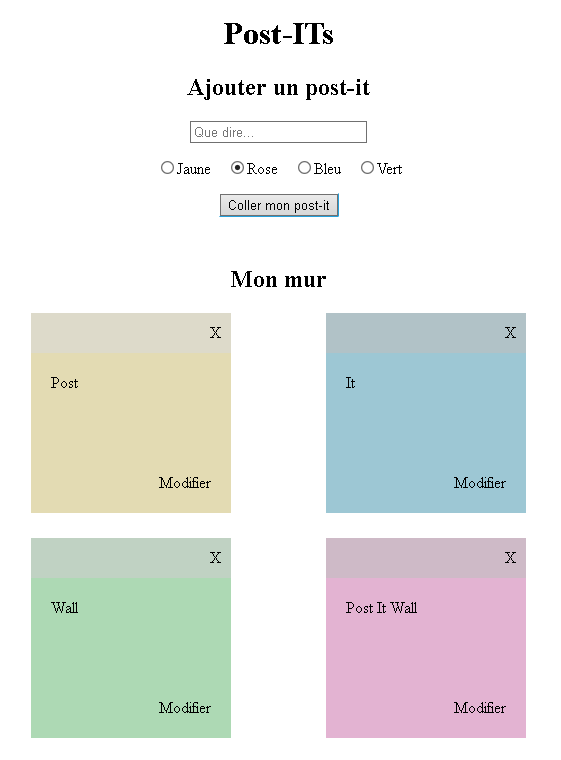 Post-ITs
Ajouter un post-it
Que dire...
Jaune Rose Bleu Vert
Coller mon post-it
Mon mur
X
Post
Modifier
X
It
Modifier
X
Wall
Modifier
X
Post It Wall
Modifier